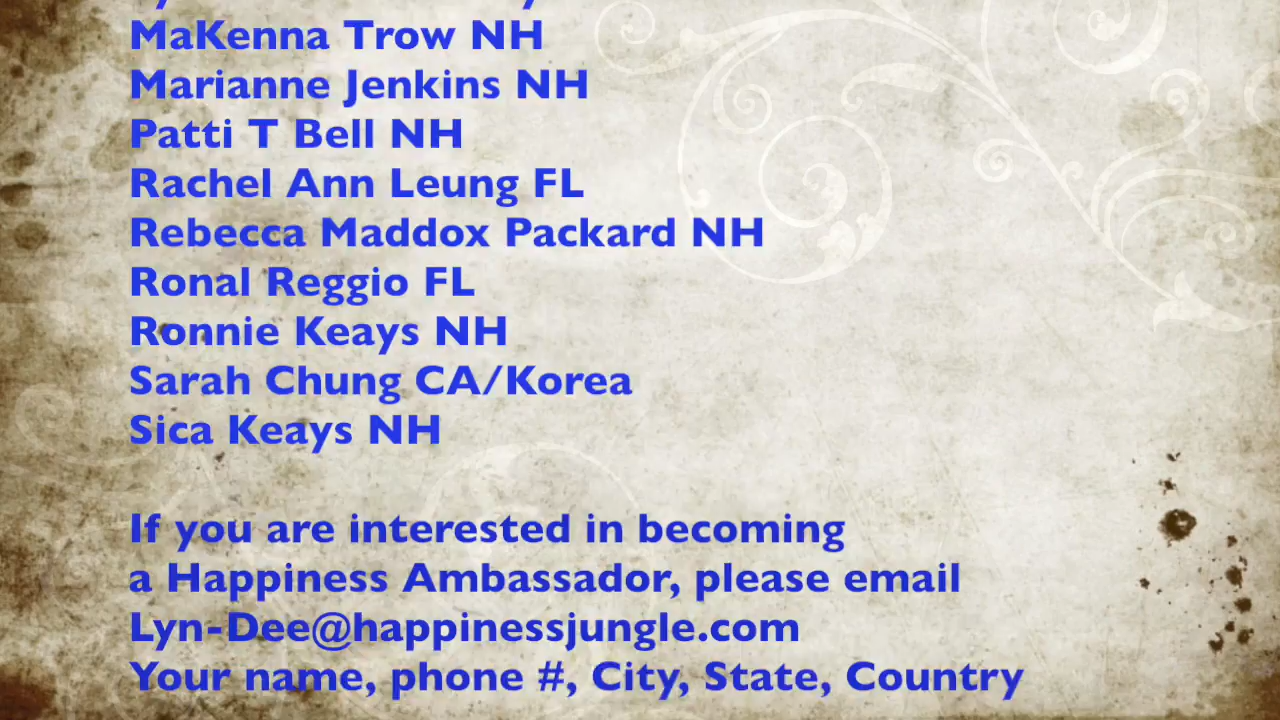 MaKenna Trow NH
Marianne Jenkins NH
Patti T Bell NH
Rachel Ann Leung FL
Rebecca Maddox Packard NH
Ronal Reggio FL
Ronnie Keays NH
Sarah Chung CA/Korea
Sica Keays NH
If you are interested in becoming
a Happiness Ambassador, please email
Lyn-Dee@happinessjungle.com
Your name, phone #, City, State, Country